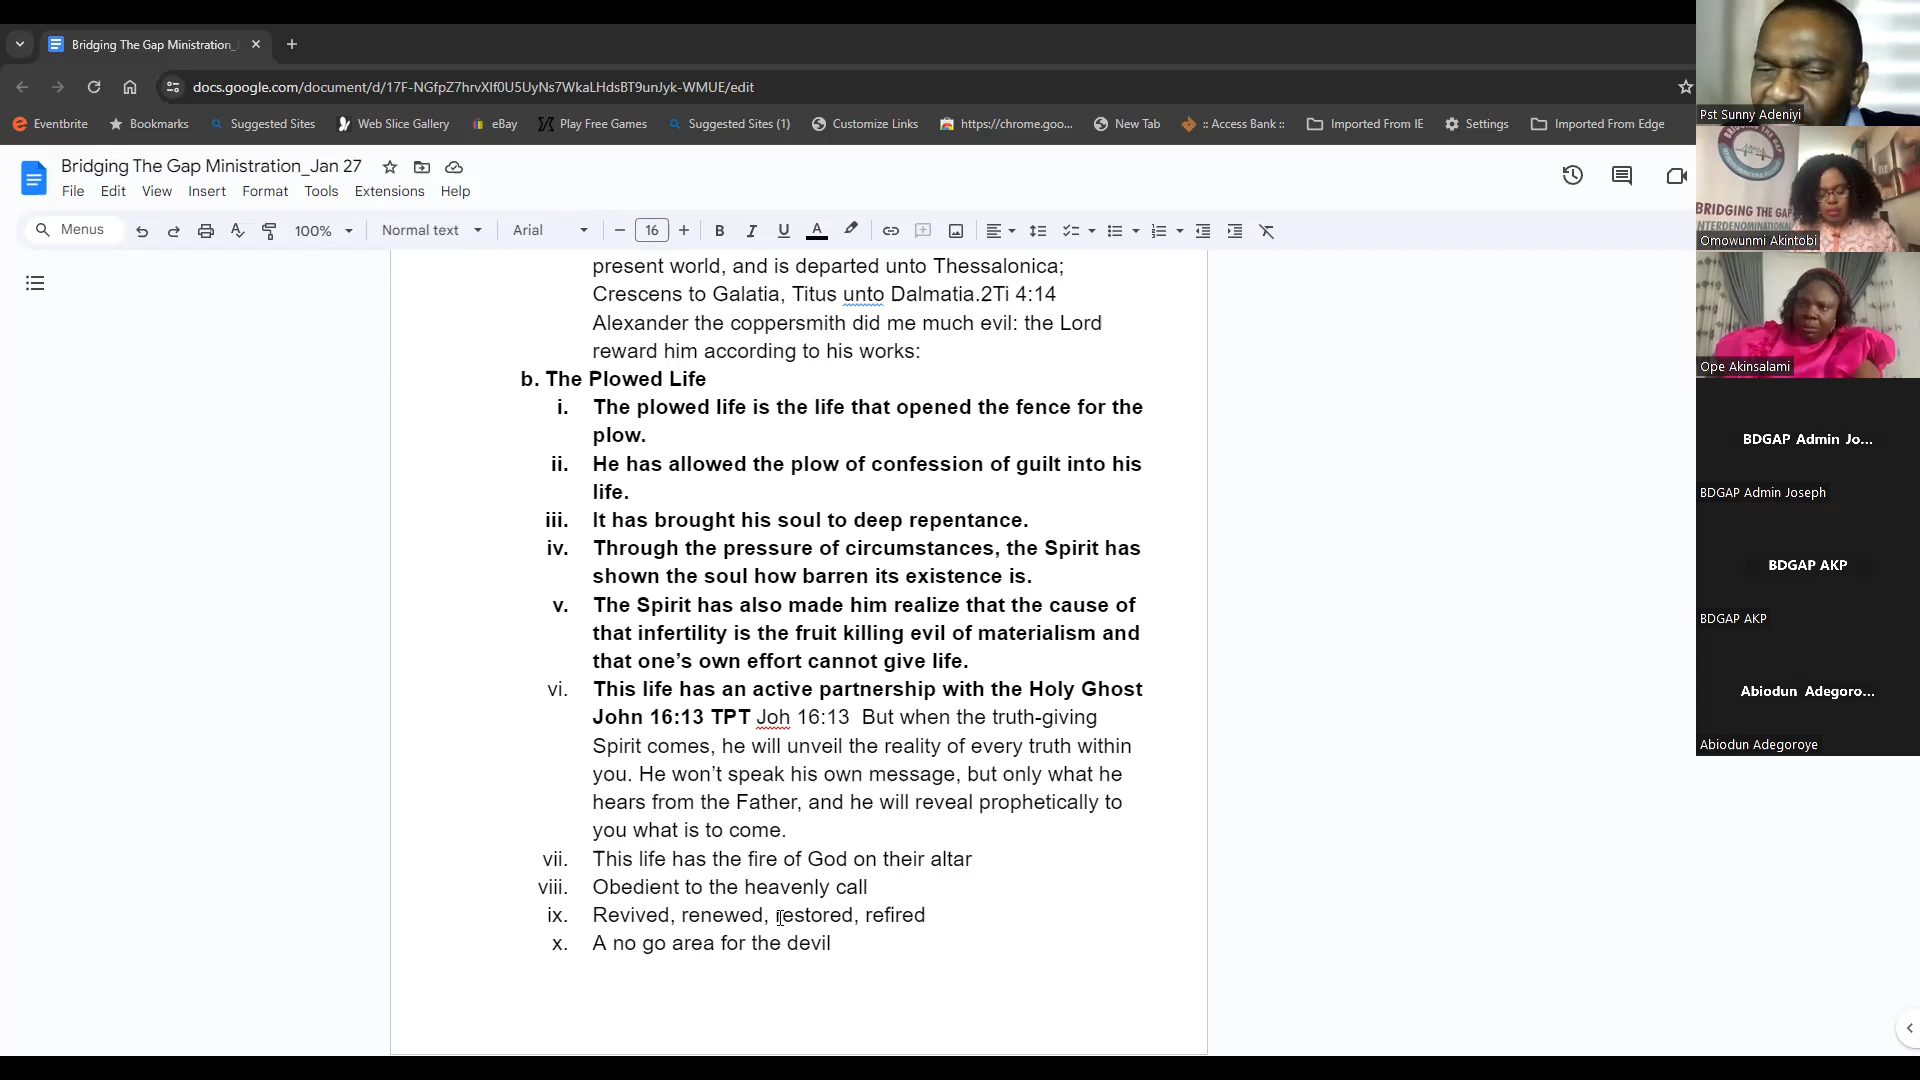 Bridging The Gap Ministration_
docs.google.com/document/d/17F-NGfpZ7hrvXIf0U5UyNs7WkaLHdsBT9unJyk-WMUE/edit
Eventbrite Bookmarks Suggested Sites Web Slice Gallery eBay Play Free Games Suggested Sites (1) Customize Links https://chrome.goo... New Tab :: Access Bank :: Imported From IE Settings Imported From Edge
Bridging The Gap Ministration_Jan 27
File Edit View Insert Format Tools Extensions Help
Menus 100% Normal text Arial 16 B I U A
present world, and is departed unto Thessalonica;
Crescens to Galatia, Titus unto Dalmatia.2Ti 4:14
Alexander the coppersmith did me much evil: the Lord
reward him according to his works:
b. The Plowed Life
i. The plowed life is the life that opened the fence for the
plow.
ii. He has allowed the plow of confession of guilt into his
life.
iii. It has brought his soul to deep repentance.
iv. Through the pressure of circumstances, the Spirit has
shown the soul how barren its existence is.
v. The Spirit has also made him realize that the cause of
that infertility is the fruit killing evil of materialism and
that one’s own effort cannot give life.
vi. This life has an active partnership with the Holy Ghost
John 16:13 TPT Joh 16:13 But when the truth-giving
Spirit comes, he will unveil the reality of every truth within
you. He won’t speak his own message, but only what he
hears from the Father, and he will reveal prophetically to
you what is to come.
vii. This life has the fire of God on their altar
viii. Obedient to the heavenly call
ix. Revived, renewed, restored, refired
x. A no go area for the devil
Pst Sunny Adeniyi
BRIDGING THE GAP
INTERDENOMINATIONAL
Omowunmi Akintobi
Ope Akinsalami
BDGAP Admin Jo...
BDGAP Admin Joseph
BDGAP AKP
BDGAP AKP
Abiodun Adegoro...
Abiodun Adegoroye